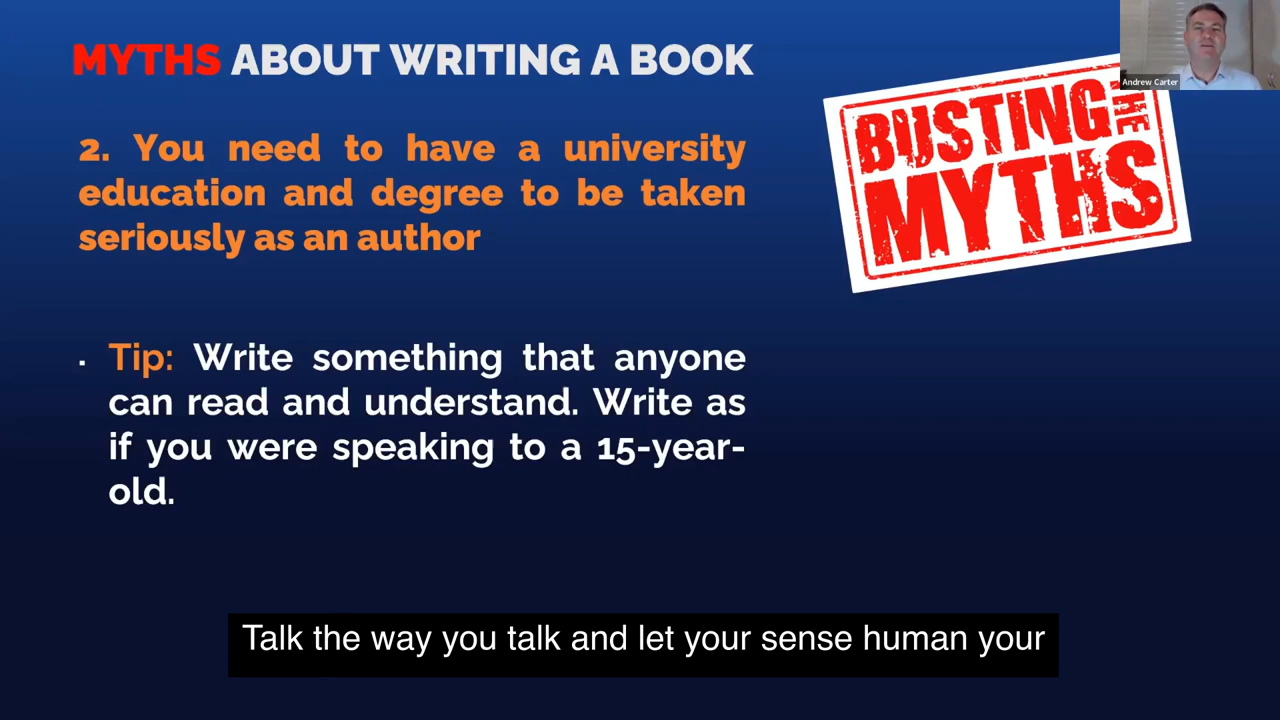 MYTHS ABOUT WRITING A BOOK
2. You need to have a university
education and degree to be taken
seriously as an author
▪ Tip: Write something that anyone
can read and understand. Write as
if you were speaking to a 15-year-
old.
BUSTING THE
MYTHS
Andrew Carter
Talk the way you talk and let your sense human your